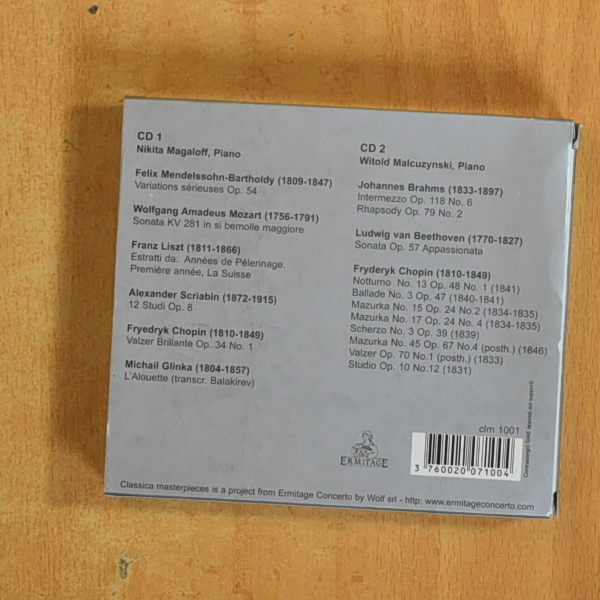 CD 1
Nikita Magaloff, Piano
Felix Mendelssohn-Bartholdy (1809-1847)
Variations sérieuses Op. 54
Wolfgang Amadeus Mozart (1756-1791)
Sonata KV 281 in si bemolle maggiore
Franz Liszt (1811-1866)
Estratti da: Années de Pélerinage.
Première année, La Suisse
Alexander Scriabin (1872-1915)
12 Studi Op. 8
Fryedryk Chopin (1810-1849)
Valzer Brillante Op. 34 No. 1
Michail Glinka (1804-1857)
L'Alouette (transcr. Balakirev)
CD 2
Witold Malcuzynski, Piano
Johannes Brahms (1833-1897)
Intermezzo Op. 118 No. 6
Rhapsody Op. 79 No. 2
Ludwig van Beethoven (1770-1827)
Sonata Op. 57 Appassionata
Fryderyk Chopin (1810-1849)
Notturno No. 13 Op. 48 No. 1 (1841)
Ballade No. 3 Op. 47 (1840-1841)
Mazurka No. 15 Op. 24 No.2 (1834-1835)
Mazurka No. 17 Op. 24 No. 4 (1834-1835)
Scherzo No. 3 Op. 39 (1839)
Mazurka No. 45 Op. 67 No.4 (posth.) (1846)
Valzer Op. 70 No.1 (posth.) (1833)
Studio Op. 10 No.12 (1831)
clm 1001
ERMITAGE
3 760020 071004
Contrassegni SIAE apposti sui supporti
Classica masterpieces is a project from Ermitage Concerto by Wolf srl - http: www.ermitageconcerto.com